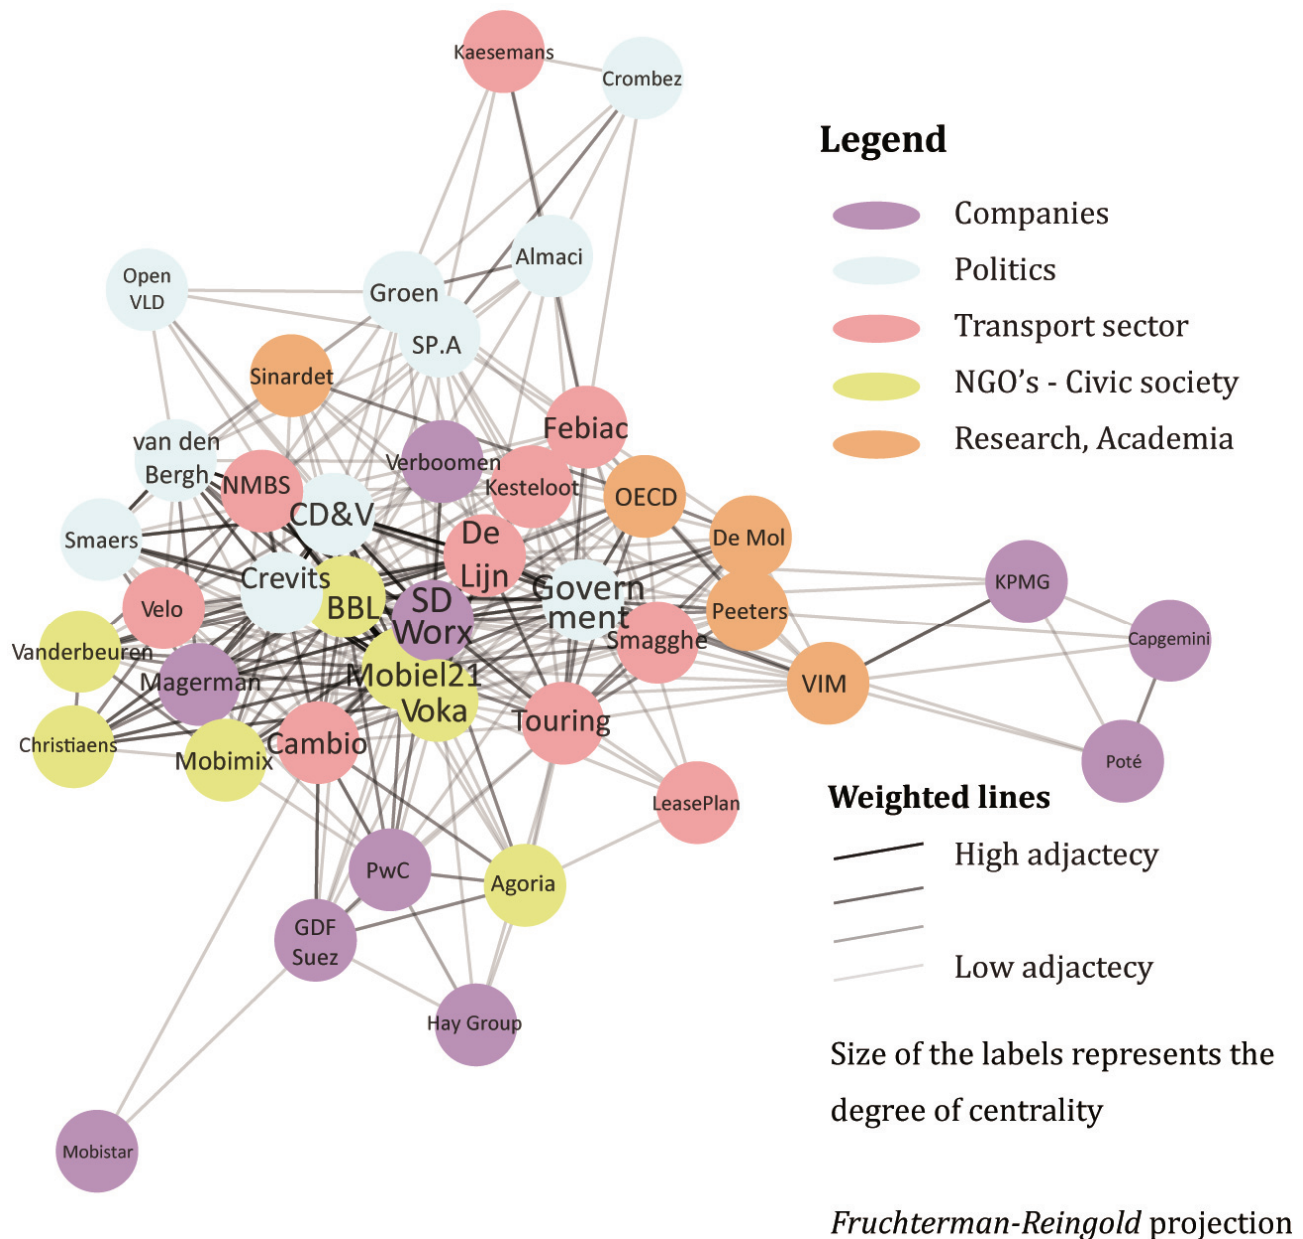 Kaesemans
Crombez
Legend
Companies
Politics
Transport sector
NGO's - Civic society
Research, Academia
Almaci
Open
VLD
Groen
SP.A
Sinardet
Febiac
van den
Bergh
Verboomen
NMBS
Kesteloot
OECD
CD&V
Smaers
De
Lijn
De Mol
Crevits
BBL
SD
Worx
Govern
ment
KPMG
Velo
Peeters
Smagghe
Capgemini
Vanderbeuren
Magerman
Mobiel21
Voka
VIM
Touring
Christiaens
Mobimix
Cambio
Poté
LeasePlan
Weighted lines
High adjactecy
Low adjactecy
PwC
Agoria
GDF
Suez
Hay Group
Size of the labels represents the
degree of centrality
Mobistar
Fruchterman-Reingold projection